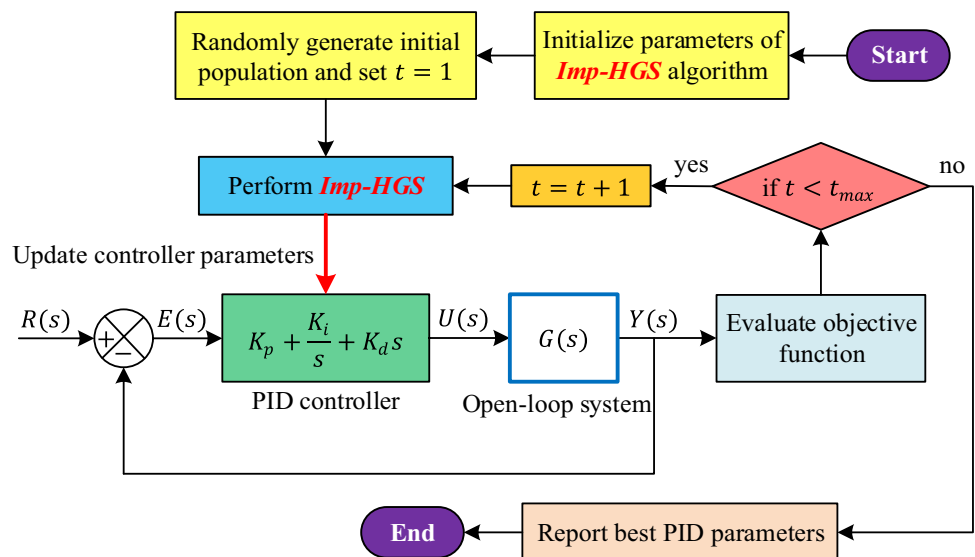 Randomly generate initial
population and set t = 1
Initialize parameters of
Imp-HGS algorithm
Start
Perform Imp-HGS
t = t + 1
yes
if t < t_max
no
Update controller parameters
R(s)
+
−
E(s)
K_p + K_i/s + K_d s
U(s)
G(s)
Y(s)
Evaluate objective
function
PID controller
Open-loop system
End
Report best PID parameters